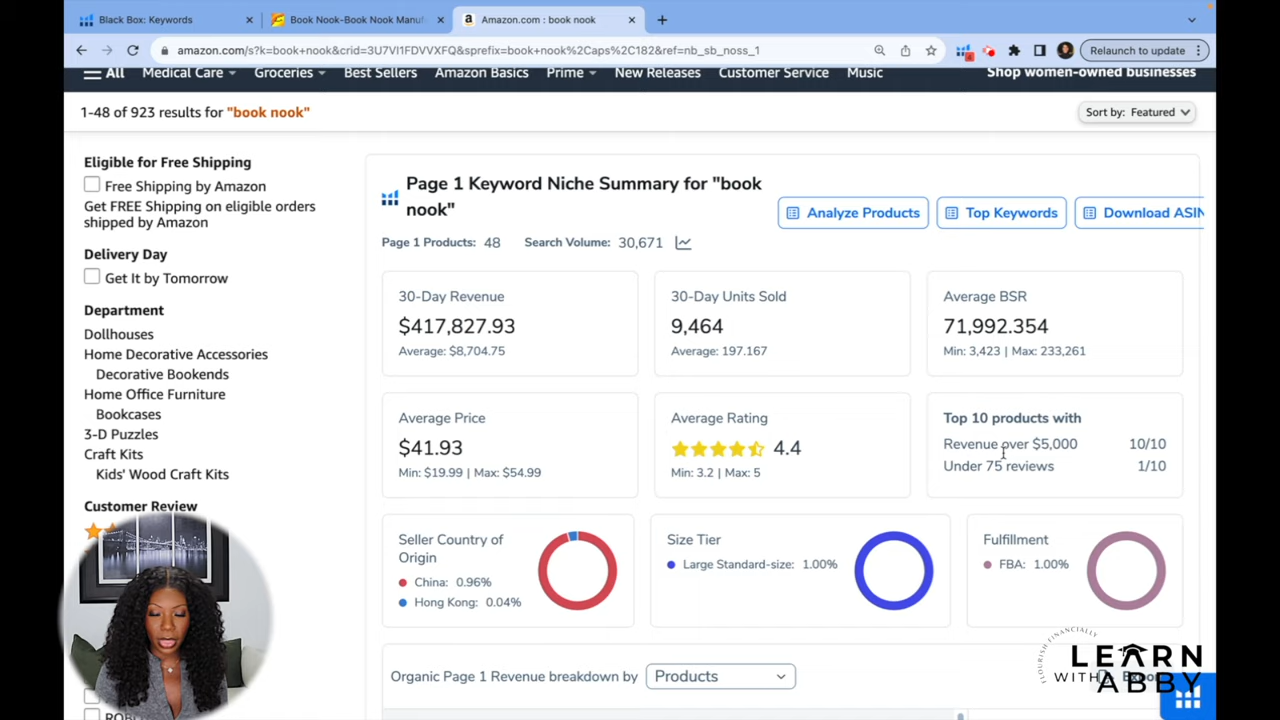 Black Box: Keywords
Book Nook-Book Nook Manuf
Amazon.com : book nook
amazon.com/s?k=book+nook&crid=3U7VI1FDVVXFQ&sprefix=book+nook%2Caps%2C182&ref=nb_sb_noss_1
Relaunch to update
All
Medical Care
Groceries
Best Sellers
Amazon Basics
Prime
New Releases
Customer Service
Music
Shop women-owned businesses
1-48 of 923 results for "book nook"
Sort by: Featured
Eligible for Free Shipping
Free Shipping by Amazon
Get FREE Shipping on eligible orders
shipped by Amazon
Delivery Day
Get It by Tomorrow
Department
Dollhouses
Home Decorative Accessories
Decorative Bookends
Home Office Furniture
Bookcases
3-D Puzzles
Craft Kits
Kids' Wood Craft Kits
Customer Review
Page 1 Keyword Niche Summary for "book
nook"
Analyze Products
Top Keywords
Download ASIN
Page 1 Products: 48
Search Volume: 30,671
30-Day Revenue
$417,827.93
Average: $8,704.75
30-Day Units Sold
9,464
Average: 197.167
Average BSR
71,992.354
Min: 3,423 | Max: 233,261
Average Price
$41.93
Min: $19.99 | Max: $54.99
Average Rating
4.4
Min: 3.2 | Max: 5
Top 10 products with
Revenue over $5,000 10/10
Under 75 reviews 1/10
Seller Country of
Origin
China: 0.96%
Hong Kong: 0.04%
Size Tier
Large Standard-size: 1.00%
Fulfillment
FBA: 1.00%
Organic Page 1 Revenue breakdown by
Products
FLOURISH FINANCIALLY
LEARN
WITH ABBY